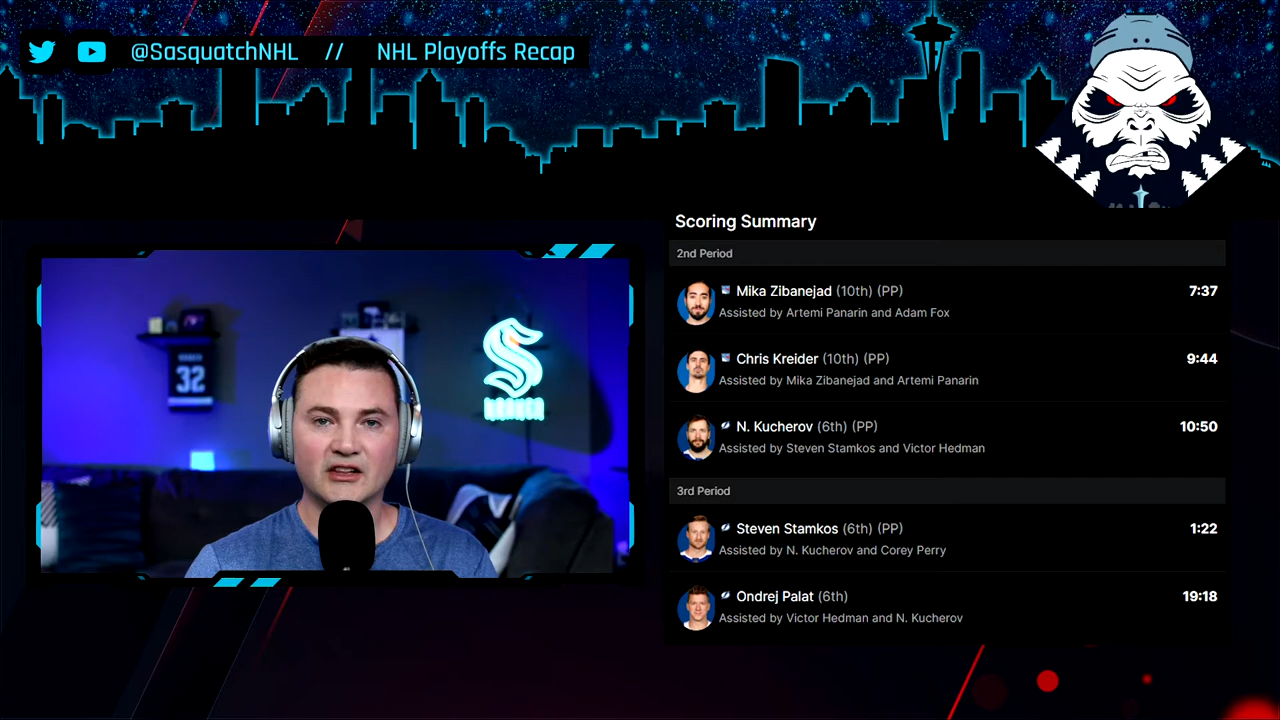 @SasquatchNHL // NHL Playoffs Recap
Scoring Summary
2nd Period
Mika Zibanejad (10th) (PP) 7:37
Assisted by Artemi Panarin and Adam Fox
Chris Kreider (10th) (PP) 9:44
Assisted by Mika Zibanejad and Artemi Panarin
N. Kucherov (6th) (PP) 10:50
Assisted by Steven Stamkos and Victor Hedman
3rd Period
Steven Stamkos (6th) (PP) 1:22
Assisted by N. Kucherov and Corey Perry
Ondrej Palat (6th) 19:18
Assisted by Victor Hedman and N. Kucherov
32